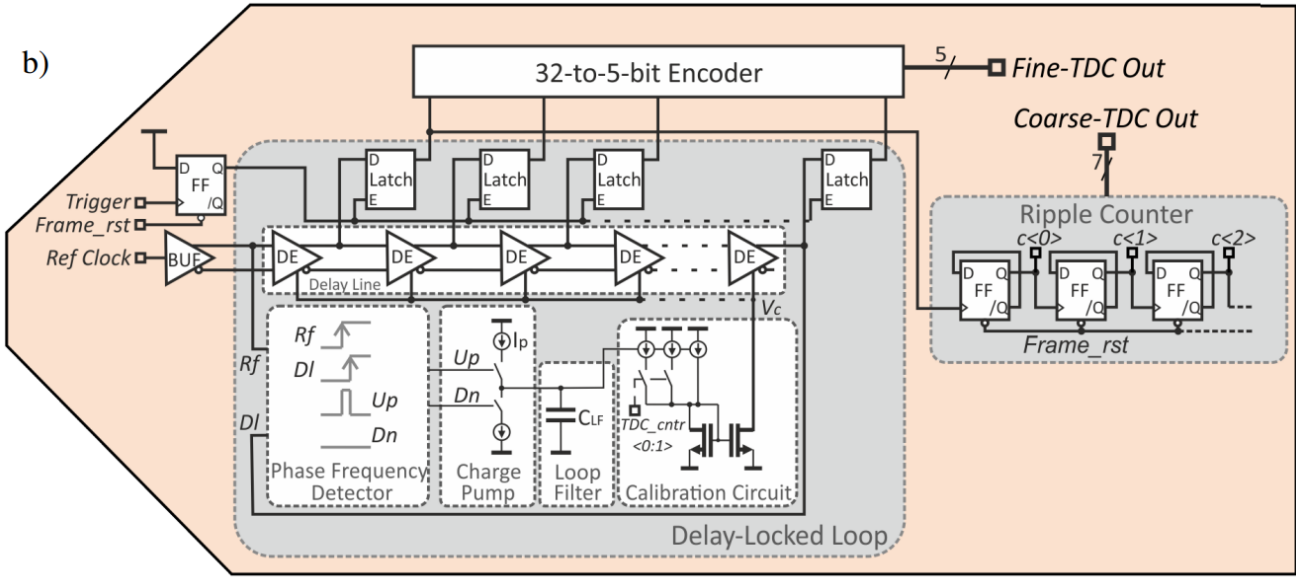 b)
32-to-5-bit Encoder
5
Fine-TDC Out
Coarse-TDC Out
7
D Q
FF
/Q
Trigger
Frame_rst
Ref Clock
BUF
D
Latch
E
D
Latch
E
D
Latch
E
D
Latch
E
DE
DE
DE
DE
DE
Delay Line
Vc
Ripple Counter
c<0>
c<1>
c<2>
D Q
FF
/Q
D Q
FF
/Q
D Q
FF
/Q
Frame_rst
Rf
Dl
Rf
Dl
Up
Dn
Phase Frequency
Detector
Up
Dn
Ip
Charge
Pump
CLF
Loop
Filter
TDC_cntr
<0:1>
Calibration Circuit
Delay-Locked Loop